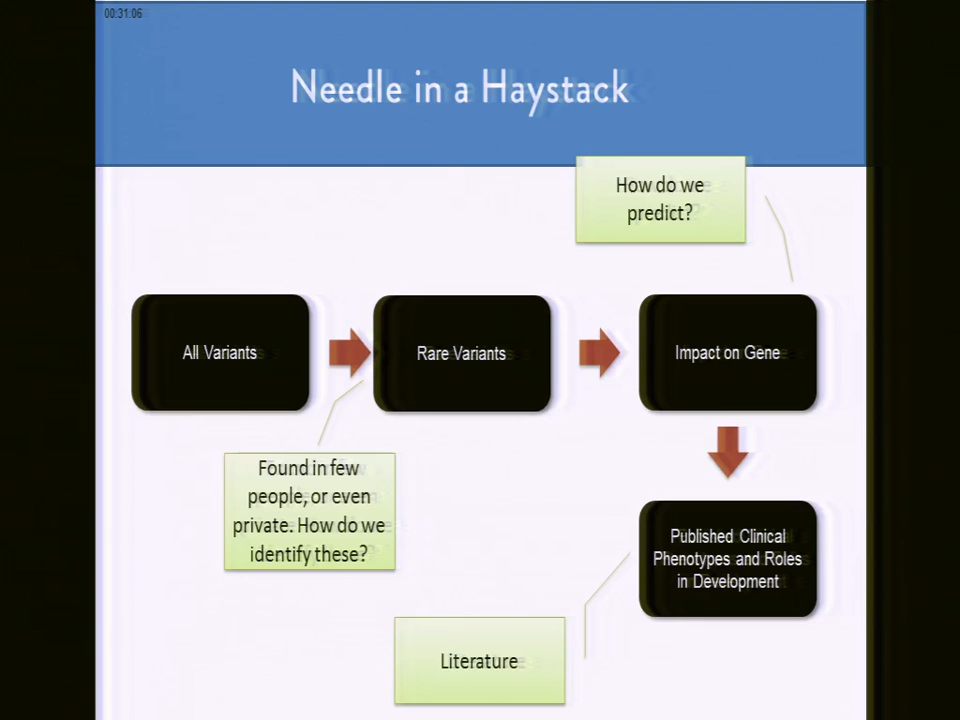 00:31:06
Needle in a Haystack
How do we
predict?
All Variants
Rare Variants
Impact on Gene
Found in few
people, or even
private. How do we
identify these?
Published Clinical
Phenotypes and Roles
in Development
Literature